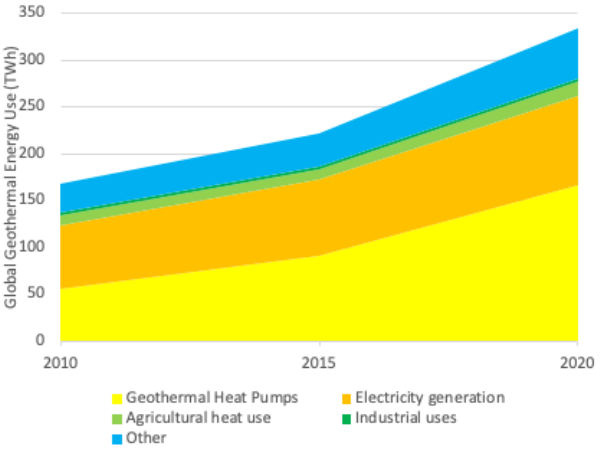 Global Geothermal Energy Use (TWh)
350
300
250
200
150
100
50
0
2010 2015 2020
Geothermal Heat Pumps Electricity generation
Agricultural heat use Industrial uses
Other